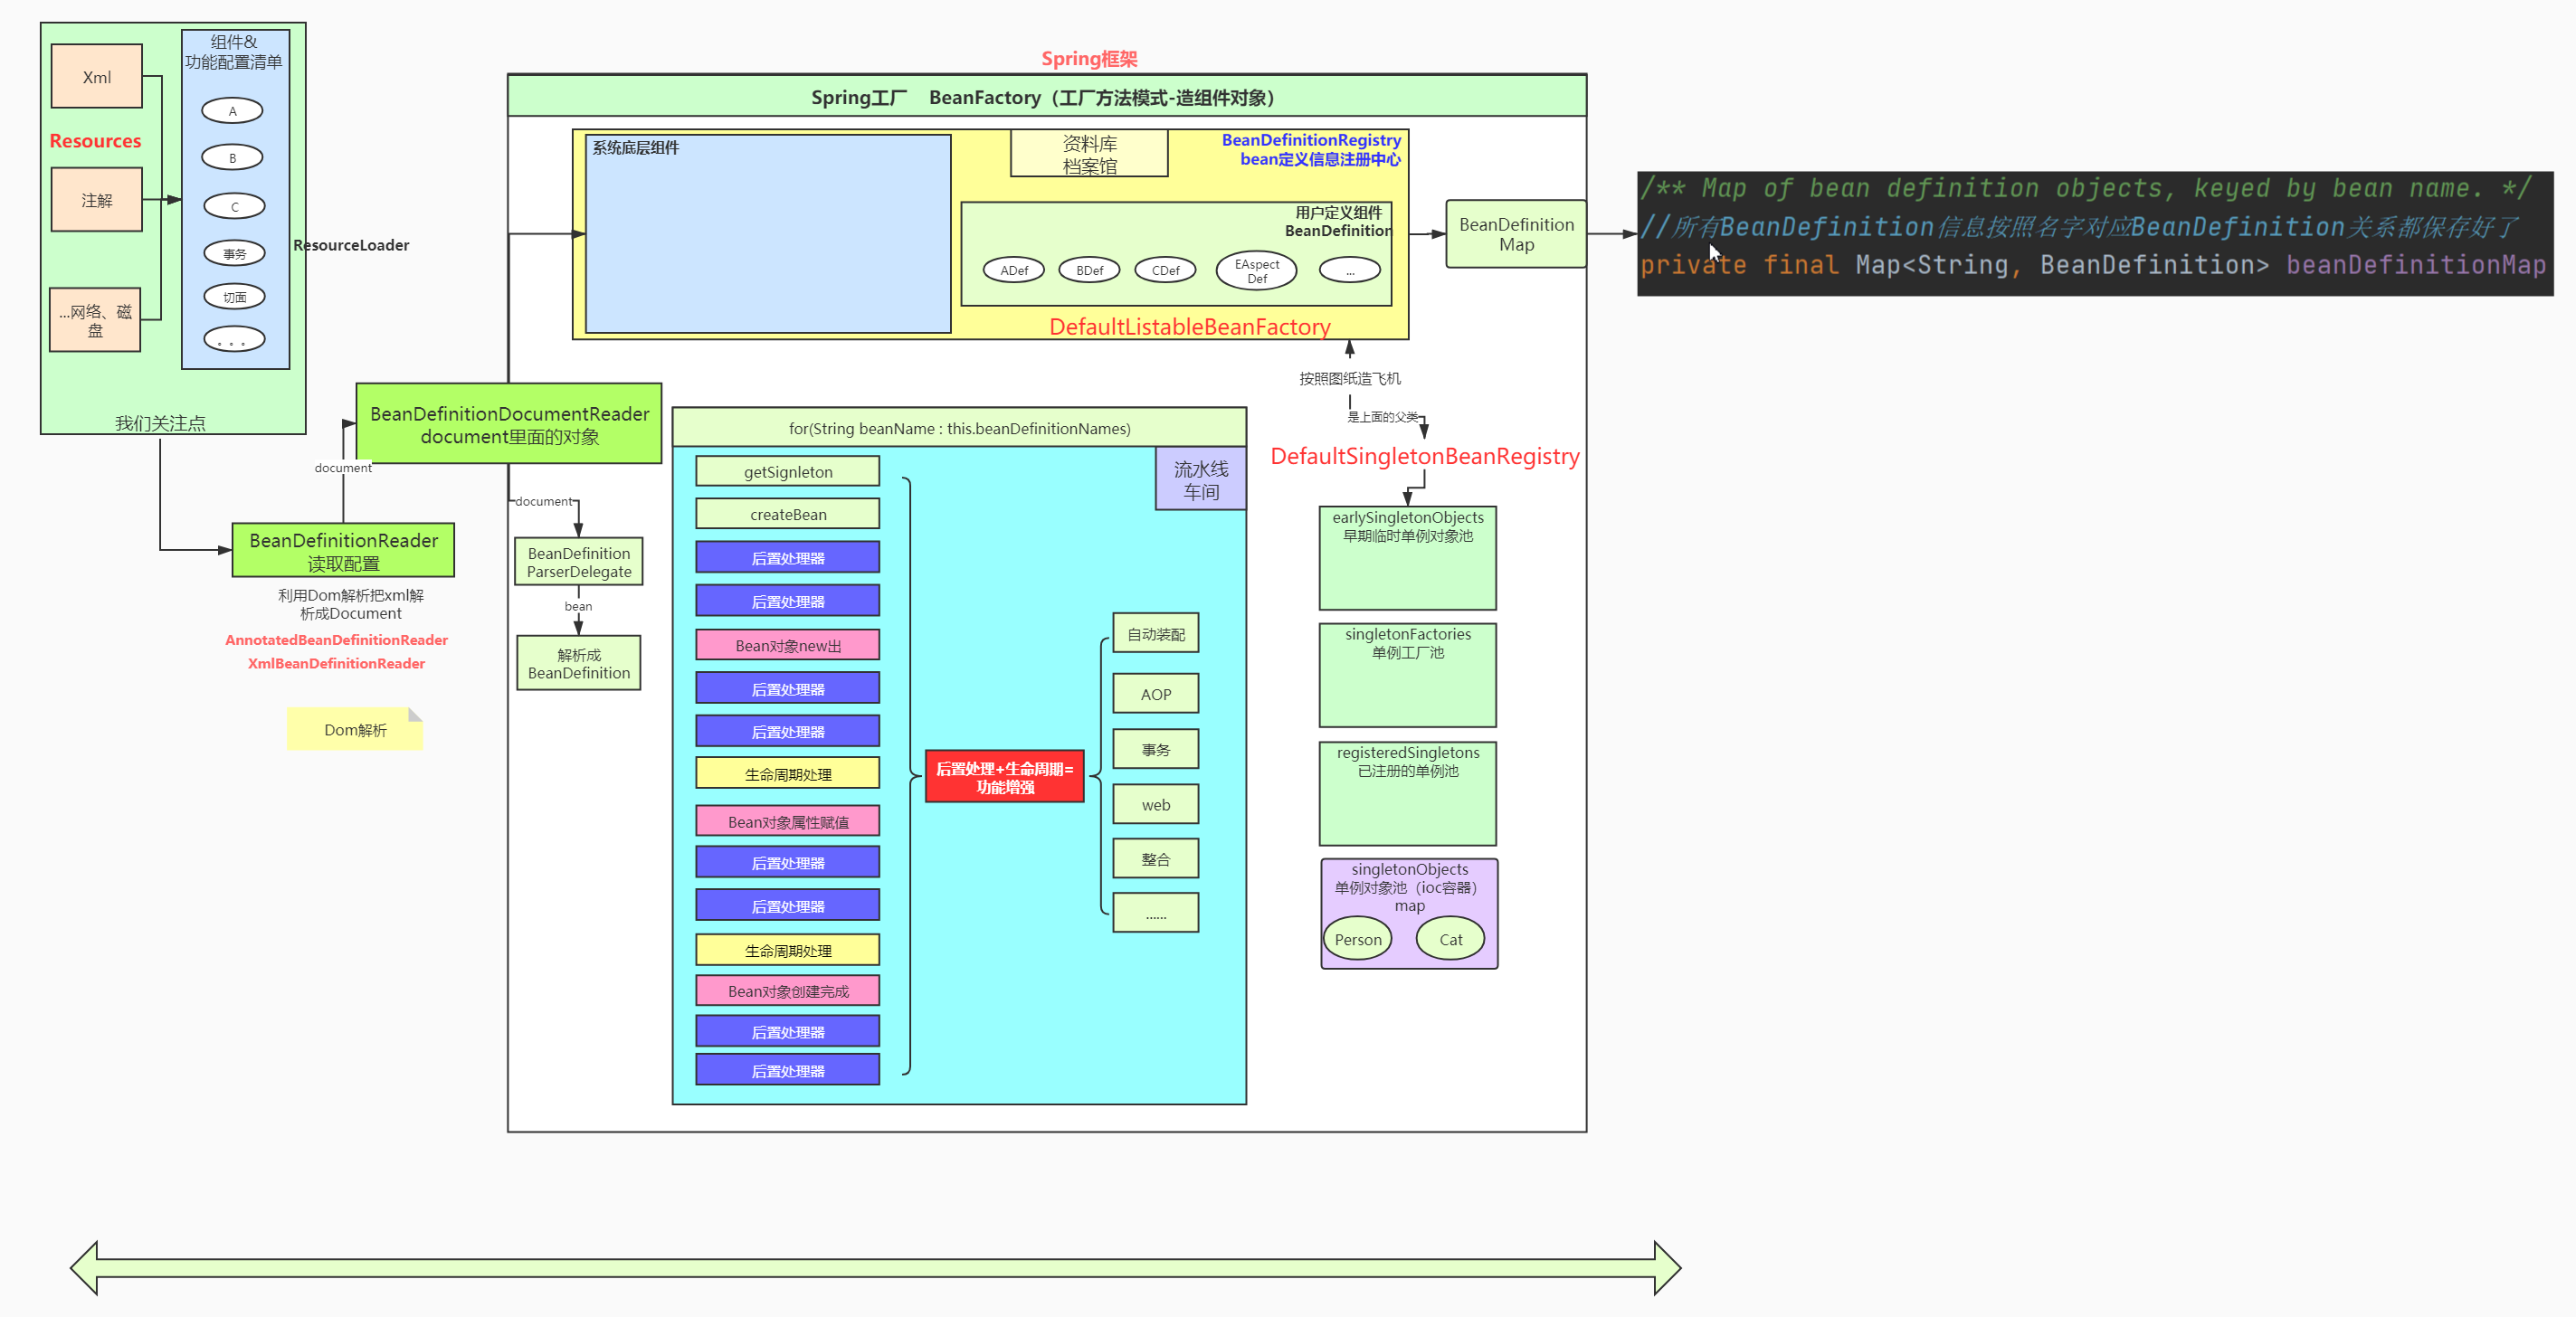 组件&
功能配置清单
Xml
A
B
Resources
注解
C
ResourceLoader
事务
切面
...网络、磁
盘
。。。
我们关注点
document
BeanDefinitionDocumentReader
document里面的对象
BeanDefinitionReader
读取配置
利用Dom解析把xml解
析成Document
AnnotatedBeanDefinitionReader
XmlBeanDefinitionReader
Dom解析
Spring框架
Spring工厂 BeanFactory（工厂方法模式-造组件对象）
系统底层组件
资料库
档案馆
BeanDefinitionRegistry
bean定义信息注册中心
用户定义组件
BeanDefinition
ADef
BDef
CDef
EAspect
Def
...
DefaultListableBeanFactory
BeanDefinition
Map
/** Map of bean definition objects, keyed by bean name. */
//所有BeanDefinition信息按照名字对应BeanDefinition关系都保存好了
private final Map<String, BeanDefinition> beanDefinitionMap
document
BeanDefinition
ParserDelegate
bean
解析成
BeanDefinition
for(String beanName : this.beanDefinitionNames)
流水线
车间
getSignleton
createBean
后置处理器
后置处理器
Bean对象new出
后置处理器
后置处理器
生命周期处理
Bean对象属性赋值
后置处理器
后置处理器
生命周期处理
Bean对象创建完成
后置处理器
后置处理器
后置处理+生命周期=
功能增强
自动装配
AOP
事务
web
整合
......
按照图纸造飞机
是上面的父类
DefaultSingletonBeanRegistry
earlySingletonObjects
早期临时单例对象池
singletonFactories
单例工厂池
registeredSingletons
已注册的单例池
singletonObjects
单例对象池（ioc容器）
map
Person
Cat